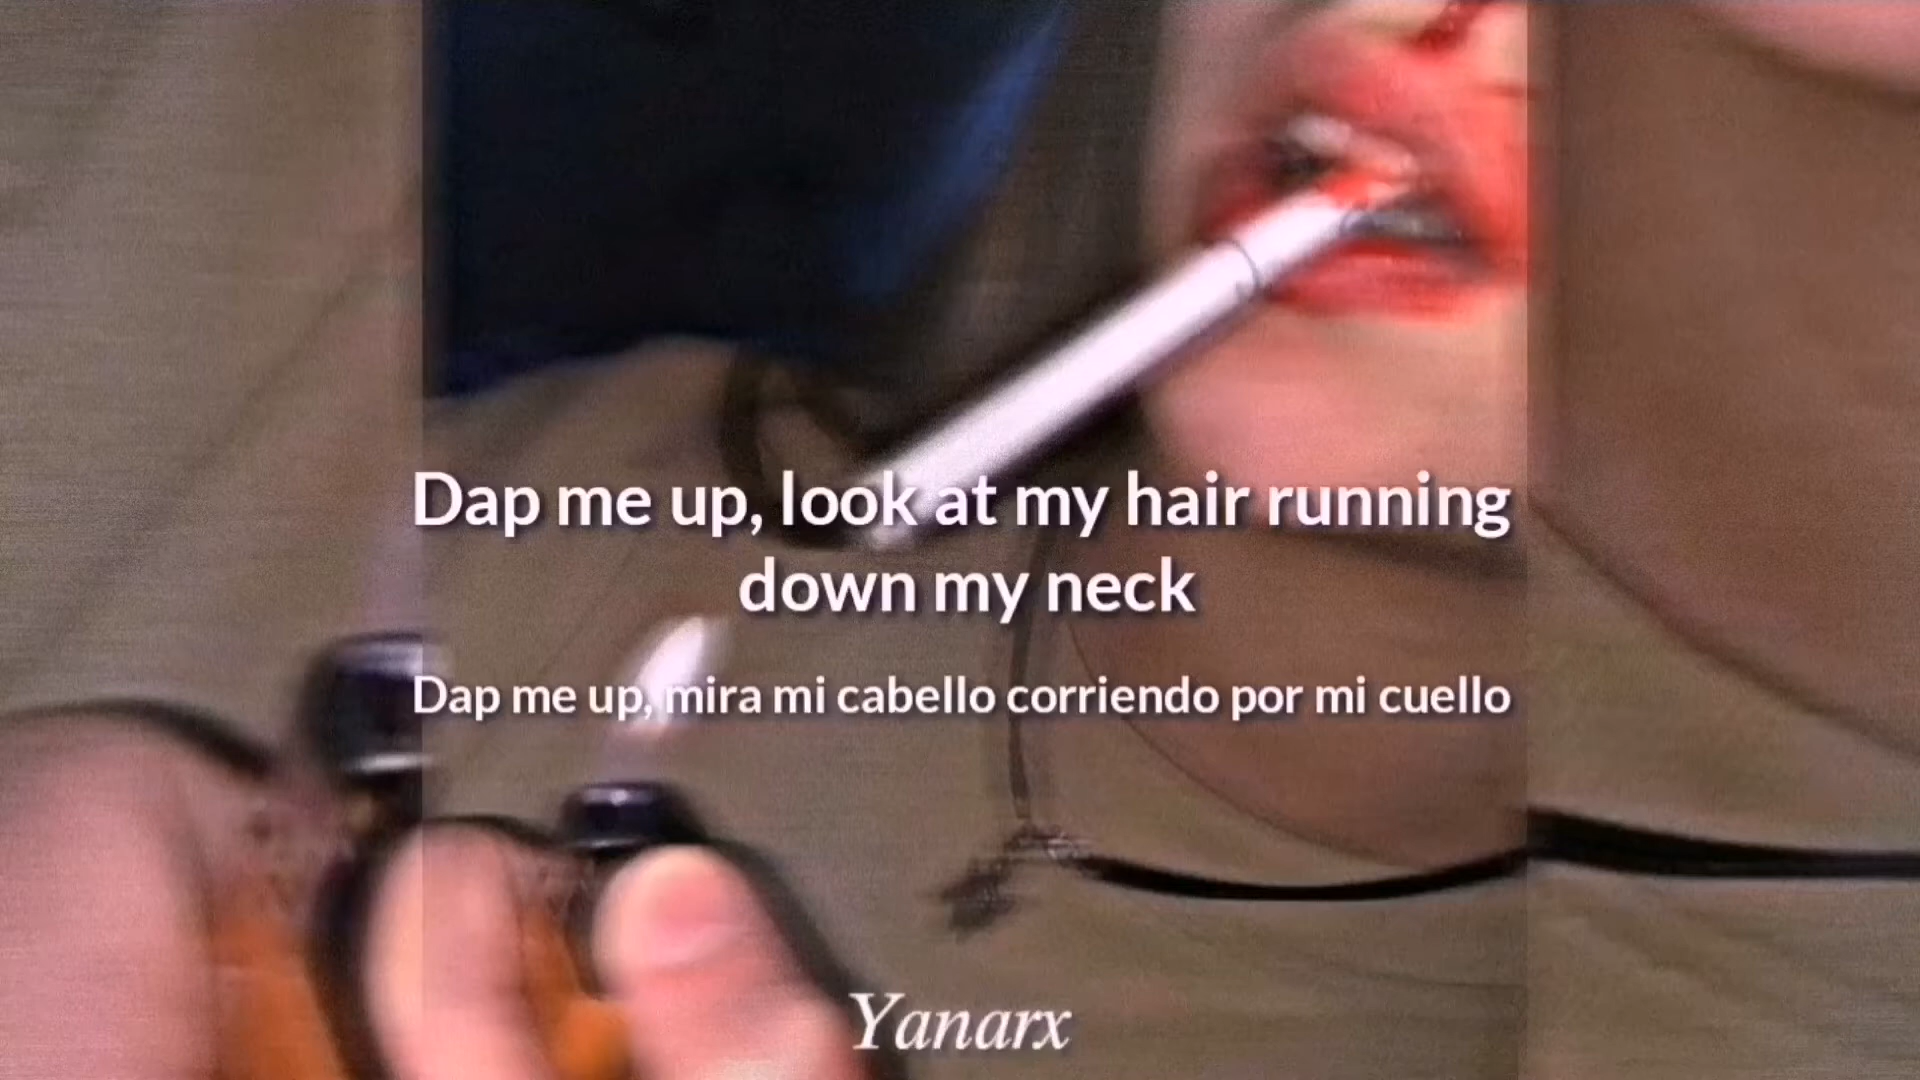 Dap me up, look at my hair running
down my neck
Dap me up, mira mi cabello corriendo por mi cuello
Yanarx